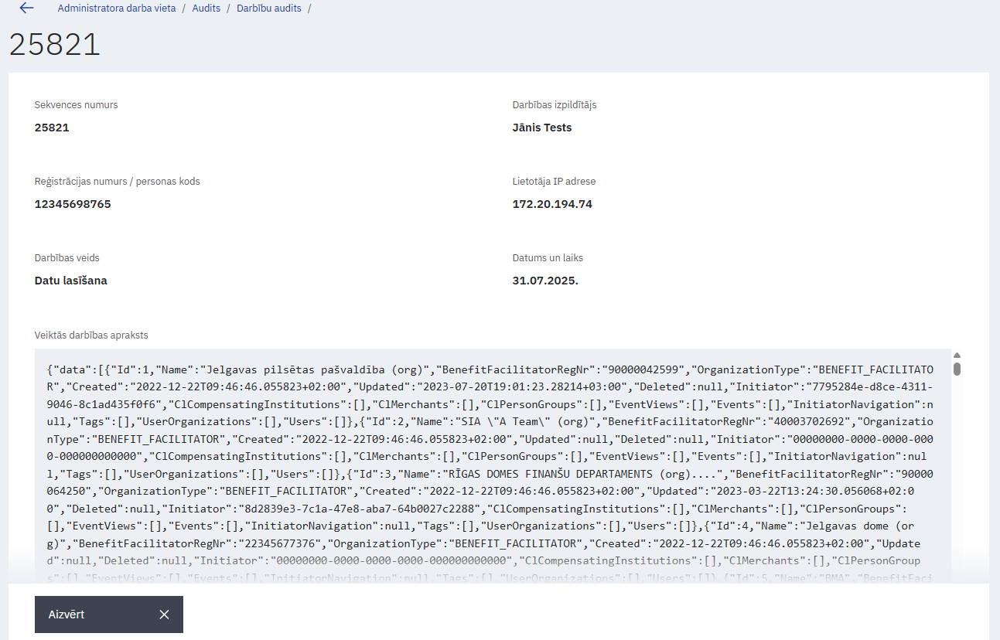 Administratora darba vieta / Audits / Darbību audits /
25821
Sekvences numurs
25821
Darbības izpildītājs
Jānis Tests
Reģistrācijas numurs / personas kods
12345698765
Lietotāja IP adrese
172.20.194.74
Darbības veids
Datu lasīšana
Datums un laiks
31.07.2025.
Veiktās darbības apraksts
{"data":[{"Id":1,"Name":"Jelgavas pilsētas pašvaldība (org)","BenefitFacilitatorRegNr":"90000042599","OrganizationType":"BENEFIT_FACILITATO
R","Created":"2022-12-22T09:46:46.055823+02:00","Updated":"2023-07-20T19:01:23.28214+03:00","Deleted":null,"Initiator":"7795284e-d8ce-4311-
9046-8c1ad435f0f6","ClCompensatingInstitutions":[],"ClMerchants":[],"ClPersonGroups":[],"EventViews":[],"Events":[],"InitiatorNavigation":n
ull,"Tags":[],"UserOrganizations":[],"Users":[]},{"Id":2,"Name":"SIA \"A Team\" (org)","BenefitFacilitatorRegNr":"40003702692","Organizatio
nType":"BENEFIT_FACILITATOR","Created":"2022-12-22T09:46:46.055823+02:00","Updated":null,"Deleted":null,"Initiator":"00000000-0000-0000-000
0-000000000000","ClCompensatingInstitutions":[],"ClMerchants":[],"ClPersonGroups":[],"EventViews":[],"Events":[],"InitiatorNavigation":nul
l,"Tags":[],"UserOrganizations":[],"Users":[]},{"Id":3,"Name":"RĪGAS DOMES FINANŠU DEPARTAMENTS (org)....","BenefitFacilitatorRegNr":"90000
064250","OrganizationType":"BENEFIT_FACILITATOR","Created":"2022-12-22T09:46:46.055823+02:00","Updated":"2023-03-22T13:24:30.056068+02:0
0","Deleted":null,"Initiator":"8d2839e3-7c1a-47e8-aba7-64b0027c2288","ClCompensatingInstitutions":[],"ClMerchants":[],"ClPersonGroups":
[],"EventViews":[],"Events":[],"InitiatorNavigation":null,"Tags":[],"UserOrganizations":[],"Users":[]},{"Id":4,"Name":"Jelgavas dome (or
g)","BenefitFacilitatorRegNr":"22345677376","OrganizationType":"BENEFIT_FACILITATOR","Created":"2022-12-22T09:46:46.055823+02:00","Update
d":null,"Deleted":null,"Initiator":"00000000-0000-0000-0000-000000000000","ClCompensatingInstitutions":[],"ClMerchants":[],"ClPersonGroup
s":[],"EventViews":[],"Events":[],"InitiatorNavigation":null,"Tags":[],"UserOrganizations":[],"Users":[]},{"Id":5,"Name":"BMA","BenefitFaci
Aizvērt